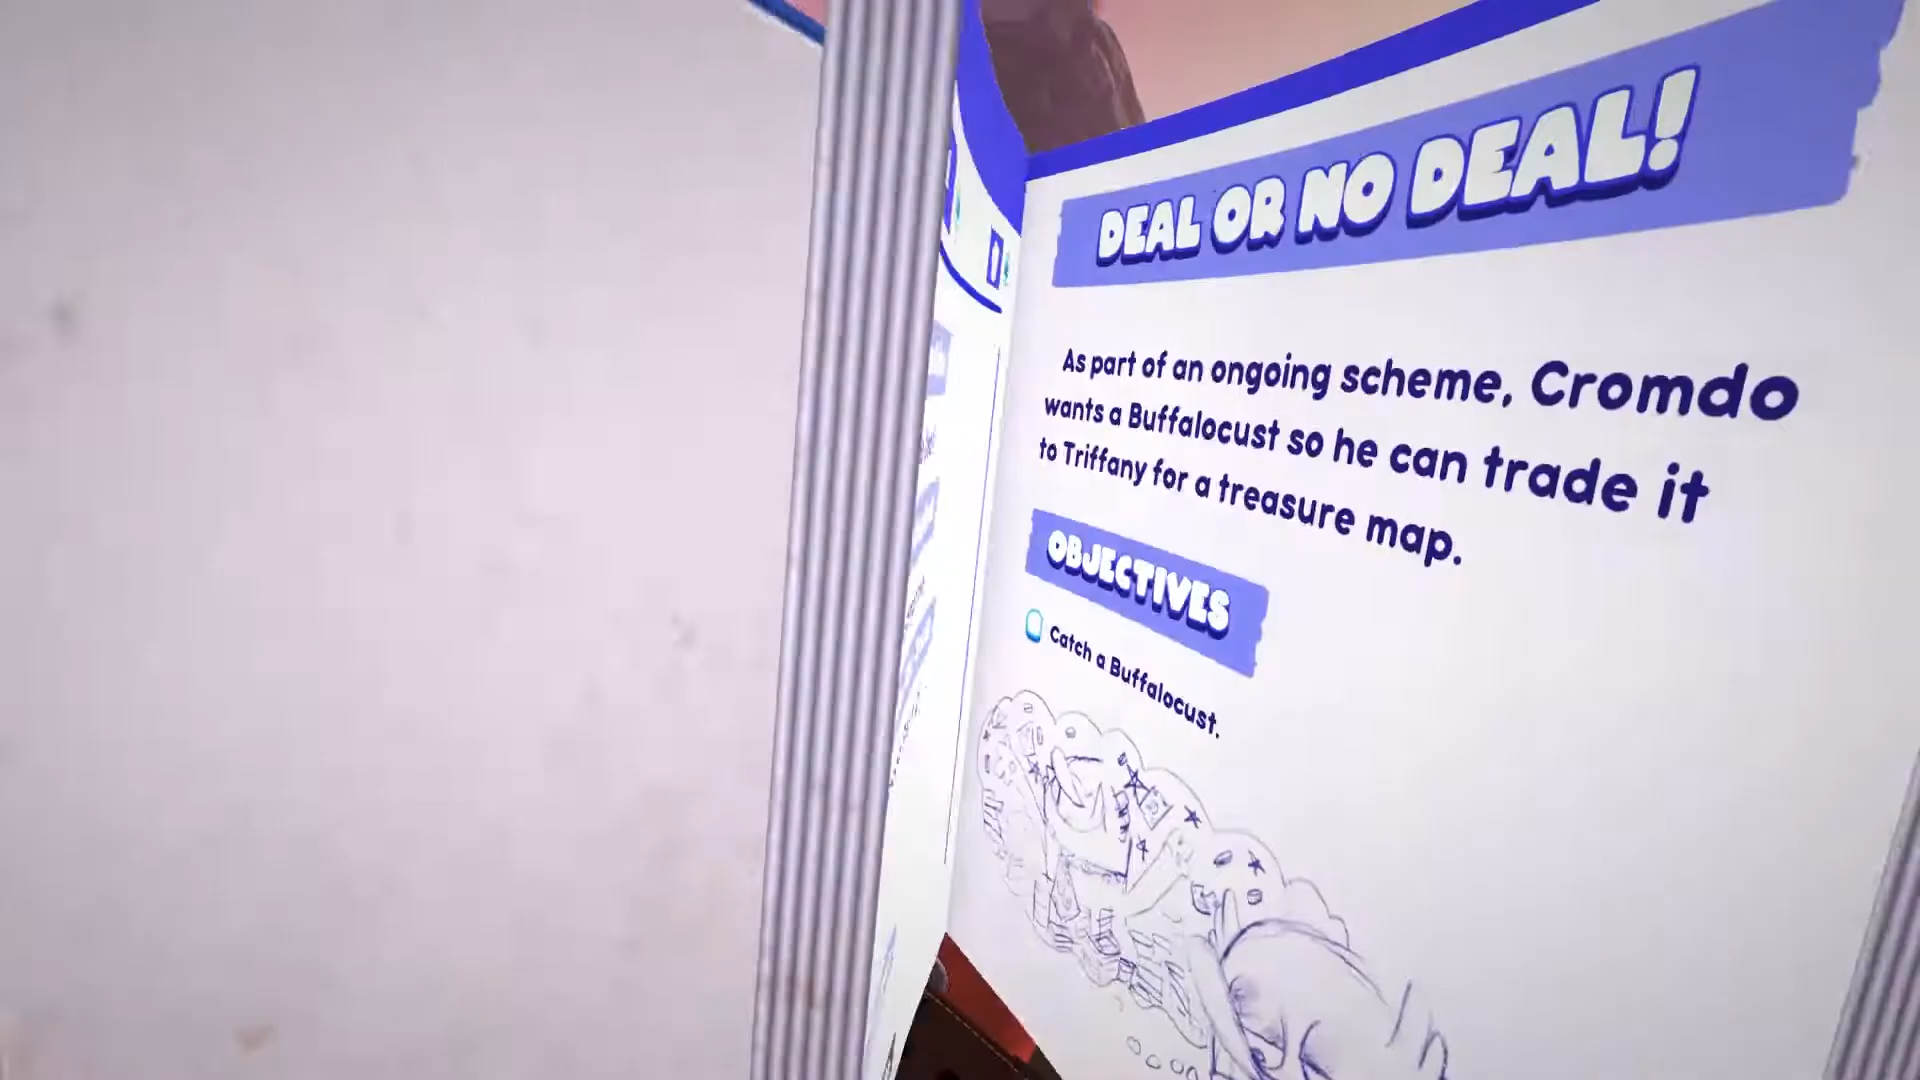 DEAL OR NO DEAL!
As part of an ongoing scheme, Cromdo
wants a Buffalocust so he can trade it
to Triffany for a treasure map.
OBJECTIVES
Catch a Buffalocust.